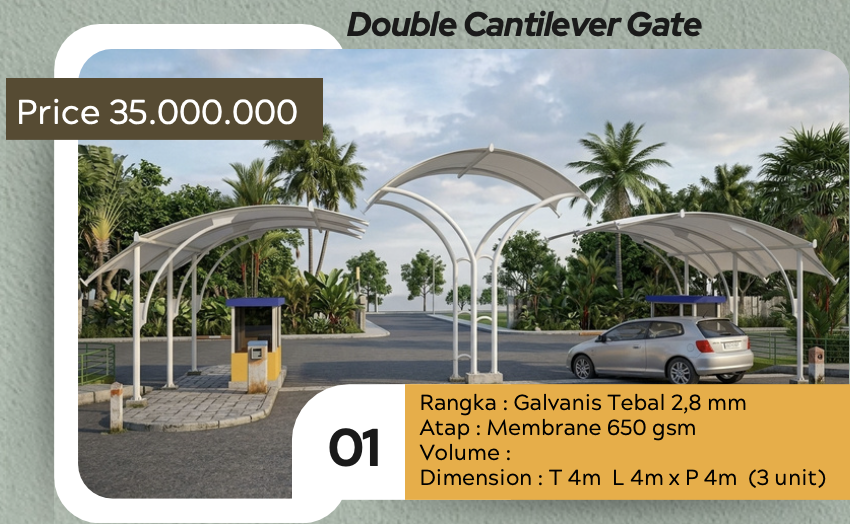 Double Cantilever Gate
Price 35.000.000
01
Rangka : Galvanis Tebal 2,8 mm
Atap : Membrane 650 gsm
Volume :
Dimension : T 4m L 4m x P 4m (3 unit)